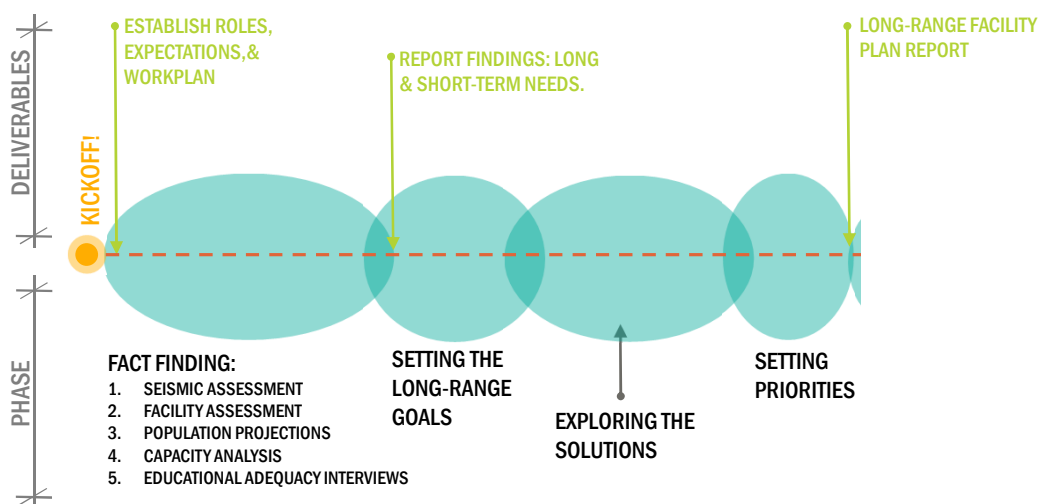 DELIVERABLES
ESTABLISH ROLES,
EXPECTATIONS,&
WORKPLAN
REPORT FINDINGS: LONG
& SHORT-TERM NEEDS.
LONG-RANGE FACILITY
PLAN REPORT
KICKOFF!
PHASE
FACT FINDING:
1. SEISMIC ASSESSMENT
2. FACILITY ASSESSMENT
3. POPULATION PROJECTIONS
4. CAPACITY ANALYSIS
5. EDUCATIONAL ADEQUACY INTERVIEWS
SETTING THE
LONG-RANGE
GOALS
EXPLORING THE
SOLUTIONS
SETTING
PRIORITIES